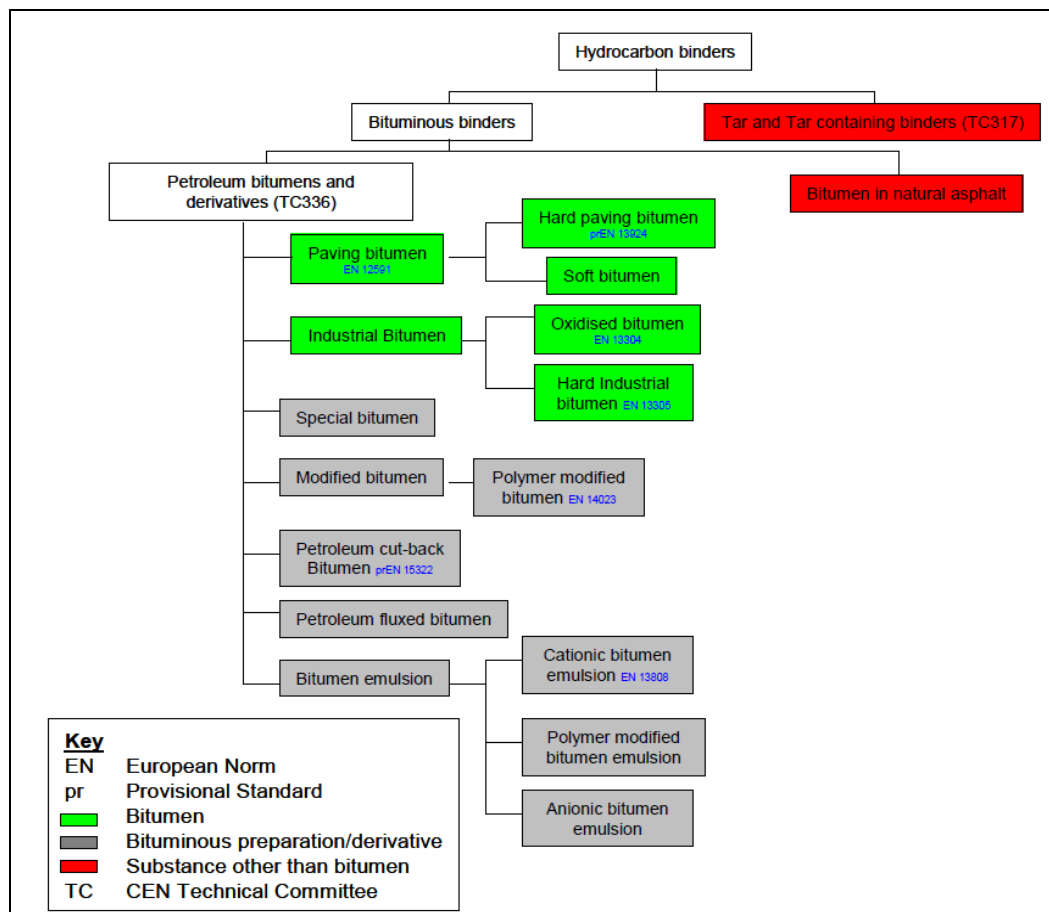 Hydrocarbon binders
Bituminous binders
Tar and Tar containing binders (TC317)
Petroleum bitumens and
derivatives (TC336)
Bitumen in natural asphalt
Paving bitumen
EN 12591
Hard paving bitumen
prEN 13924
Soft bitumen
Industrial Bitumen
Oxidised bitumen
EN 13304
Hard Industrial
bitumen EN 13305
Special bitumen
Modified bitumen
Polymer modified
bitumen EN 14023
Petroleum cut-back
Bitumen prEN 15322
Petroleum fluxed bitumen
Bitumen emulsion
Cationic bitumen
emulsion EN 13808
Polymer modified
bitumen emulsion
Anionic bitumen
emulsion
Key
EN European Norm
pr Provisional Standard
Bitumen
Bituminous preparation/derivative
Substance other than bitumen
TC CEN Technical Committee